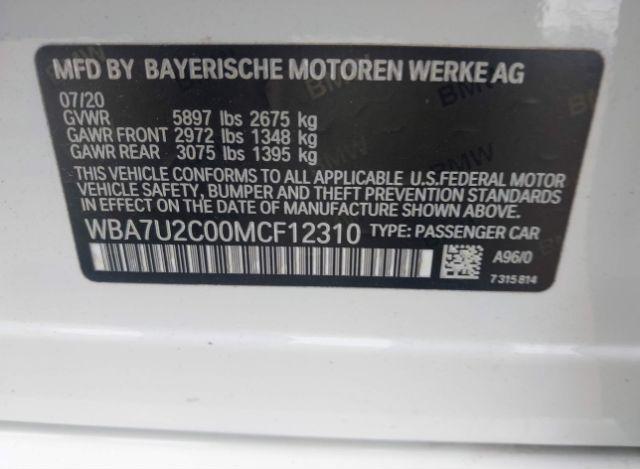 MFD BY BAYERISCHE MOTOREN WERKE AG
07/20
GVWR 5897 lbs 2675 kg
GAWR FRONT 2972 lbs 1348 kg
GAWR REAR 3075 lbs 1395 kg
THIS VEHICLE CONFORMS TO ALL APPLICABLE U.S.FEDERAL MOTOR
VEHICLE SAFETY, BUMPER AND THEFT PREVENTION STANDARDS
IN EFFECT ON THE DATE OF MANUFACTURE SHOWN ABOVE.
WBA7U2C00MCF12310 TYPE: PASSENGER CAR
A96/0
7315814
BMW
BMW